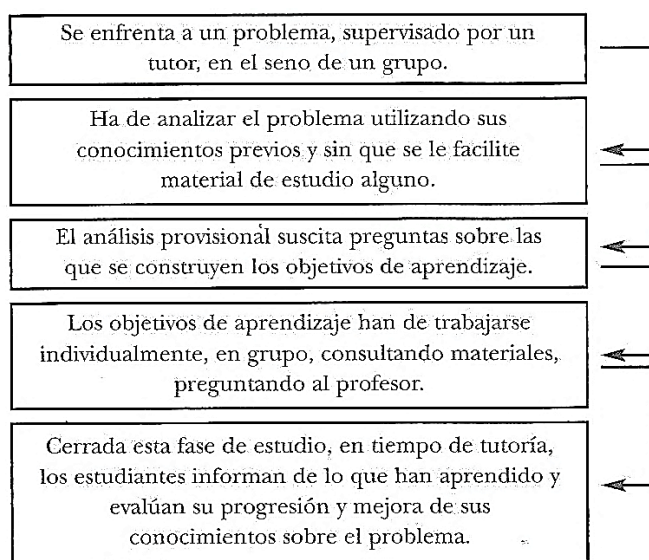 Se enfrenta a un problema, supervisado por un
tutor, en el seno de un grupo.
Ha de analizar el problema utilizando sus
conocimientos previos y sin que se le facilite
material de estudio alguno.
El análisis provisional suscita preguntas sobre las
que se construyen los objetivos de aprendizaje.
Los objetivos de aprendizaje han de trabajarse
individualmente, en grupo, consultando materiales,
preguntando al profesor.
Cerrada esta fase de estudio, en tiempo de tutoría,
los estudiantes informan de lo que han aprendido y
evalúan su progresión y mejora de sus
conocimientos sobre el problema.